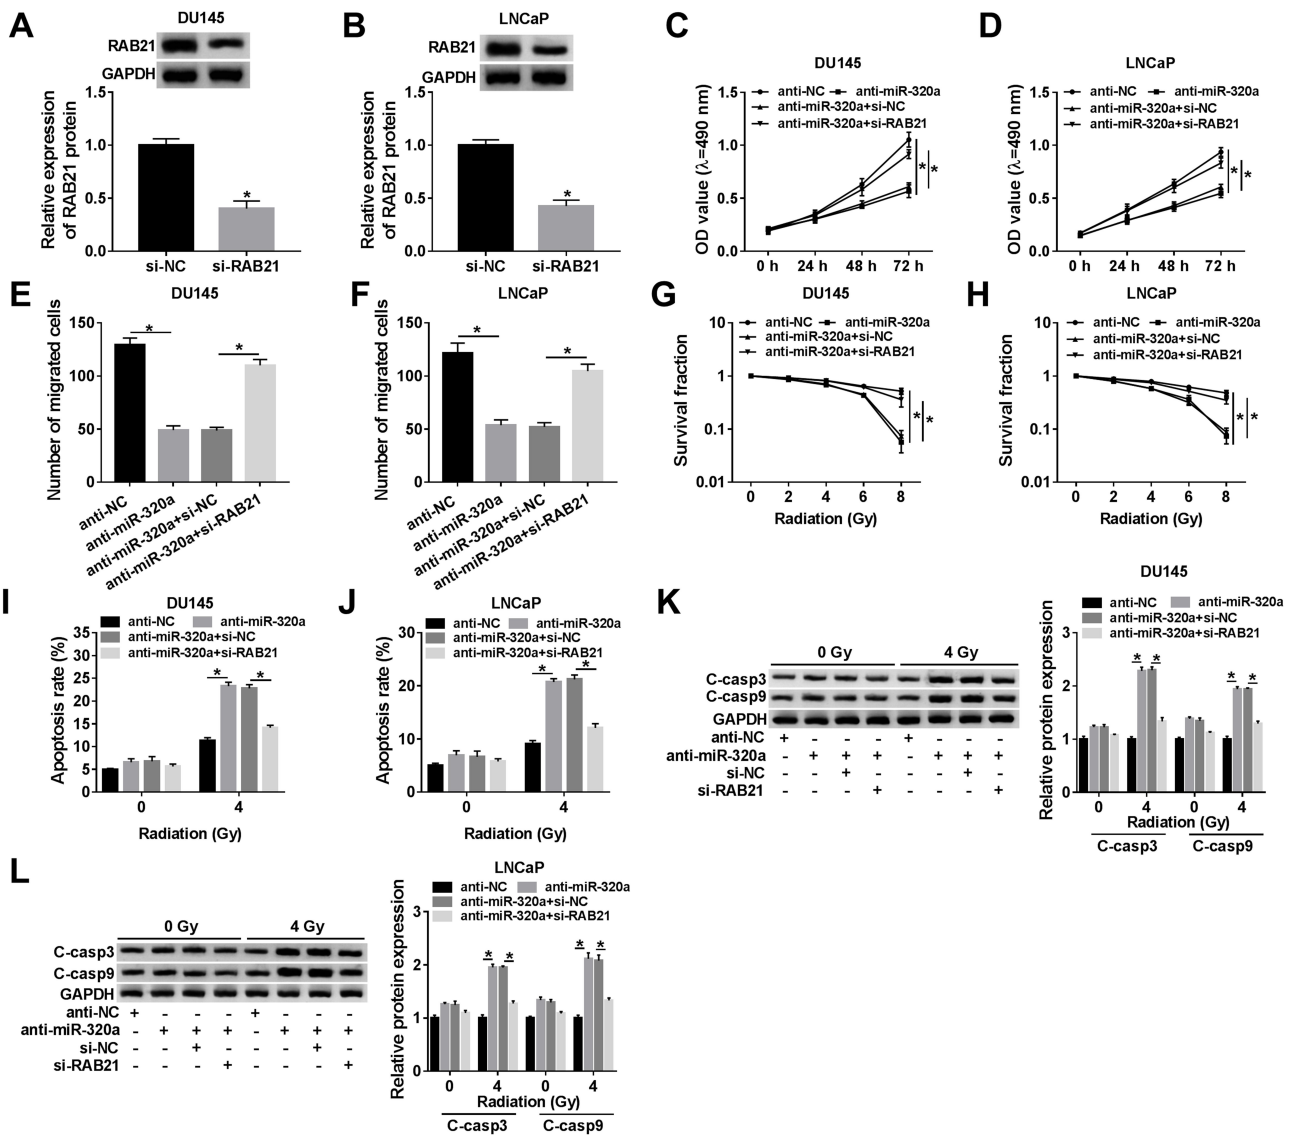 A
DU145
RAB21
GAPDH
Relative expression
of RAB21 protein
1.5
1.0
0.5
0.0
*
si-NC si-RAB21
B
LNCaP
RAB21
GAPDH
Relative expression
of RAB21 protein
1.5
1.0
0.5
0.0
*
si-NC si-RAB21
C
DU145
anti-NC anti-miR-320a
anti-miR-320a+si-NC
anti-miR-320a+si-RAB21
OD value (λ=490 nm)
1.5
1.0
0.5
0.0
* *
0 h 24 h 48 h 72 h
D
LNCaP
anti-NC anti-miR-320a
anti-miR-320a+si-NC
anti-miR-320a+si-RAB21
OD value (λ=490 nm)
1.5
1.0
0.5
0.0
* *
0 h 24 h 48 h 72 h
E
DU145
Number of migrated cells
150
100
50
0
* *
anti-NC
anti-miR-320a
anti-miR-320a+si-NC
anti-miR-320a+si-RAB21
F
LNCaP
Number of migrated cells
150
100
50
0
* *
anti-NC
anti-miR-320a
anti-miR-320a+si-NC
anti-miR-320a+si-RAB21
G
DU145
anti-NC anti-miR-320a
anti-miR-320a+si-NC
anti-miR-320a+si-RAB21
Survival fraction
10
1
0.1
0.01
* *
0 2 4 6 8
Radiation (Gy)
H
LNCaP
anti-NC anti-miR-320a
anti-miR-320a+si-NC
anti-miR-320a+si-RAB21
Survival fraction
10
1
0.1
0.01
* *
0 2 4 6 8
Radiation (Gy)
I
DU145
anti-NC anti-miR-320a
anti-miR-320a+si-NC
anti-miR-320a+si-RAB21
Apoptosis rate (%)
35
30
25
20
15
10
5
0
* *
0 4
Radiation (Gy)
J
LNCaP
anti-NC anti-miR-320a
anti-miR-320a+si-NC
anti-miR-320a+si-RAB21
Apoptosis rate (%)
30
20
10
0
* *
0 4
Radiation (Gy)
K
0 Gy 4 Gy
C-casp3
C-casp9
GAPDH
anti-NC + - - - + - - -
anti-miR-320a - + + + - + + +
si-NC - - + - - - + -
si-RAB21 - - - + - - - +
DU145
anti-NC anti-miR-320a
anti-miR-320a+si-NC
anti-miR-320a+si-RAB21
Relative protein expression
3
2
1
0
* * * *
0 4 0 4
Radiation (Gy)
C-casp3 C-casp9
L
0 Gy 4 Gy
C-casp3
C-casp9
GAPDH
anti-NC + - - - + - - -
anti-miR-320a - + + + - + + +
si-NC - - + - - - + -
si-RAB21 - - - + - - - +
LNCaP
anti-NC anti-miR-320a
anti-miR-320a+si-NC
anti-miR-320a+si-RAB21
Relative protein expression
3
2
1
0
* * * *
0 4 0 4
Radiation (Gy)
C-casp3 C-casp9